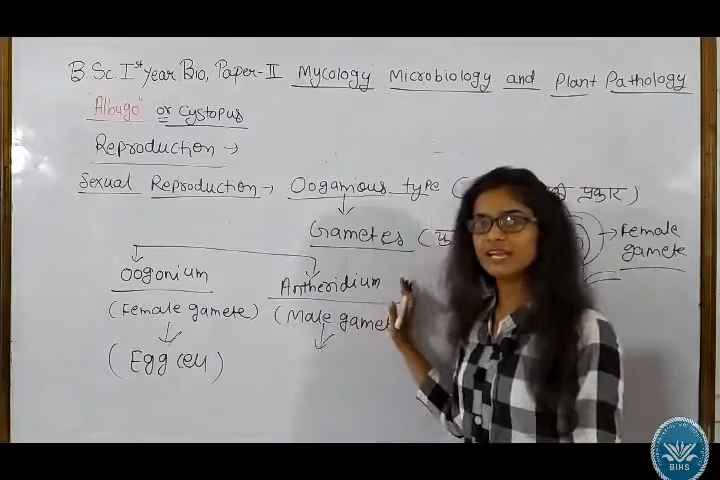 B.Sc. Ist year Bio, Paper-II Mycology Microbiology and Plant Pathology
"Albugo" or Cystopus
Reproduction →
Sexual Reproduction → Oogamous type ( प्रकार )
Gametes (
Female gamete
Oogonium
Antheridium
(Female gamete)
(Male gamet
(Egg cell)
BIHS